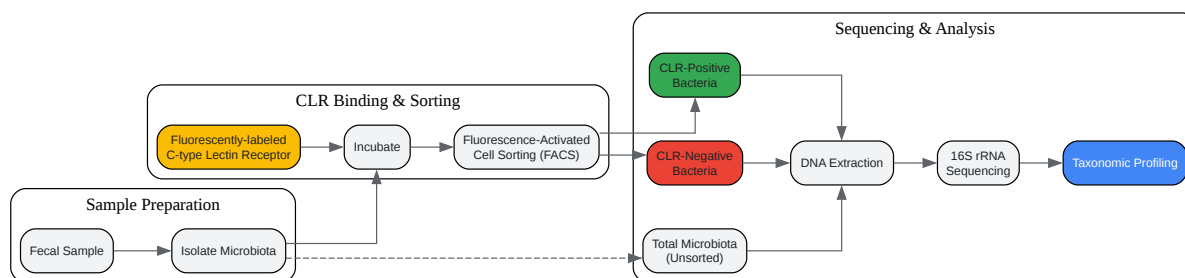 Sequencing & Analysis
CLR-Positive
Bacteria
CLR Binding & Sorting
Fluorescently-labeled
C-type Lectin Receptor
Incubate
Fluorescence-Activated
Cell Sorting (FACS)
CLR-Negative
Bacteria
DNA Extraction
16S rRNA
Sequencing
Taxonomic Profiling
Sample Preparation
Fecal Sample
Isolate Microbiota
Total Microbiota
(Unsorted)